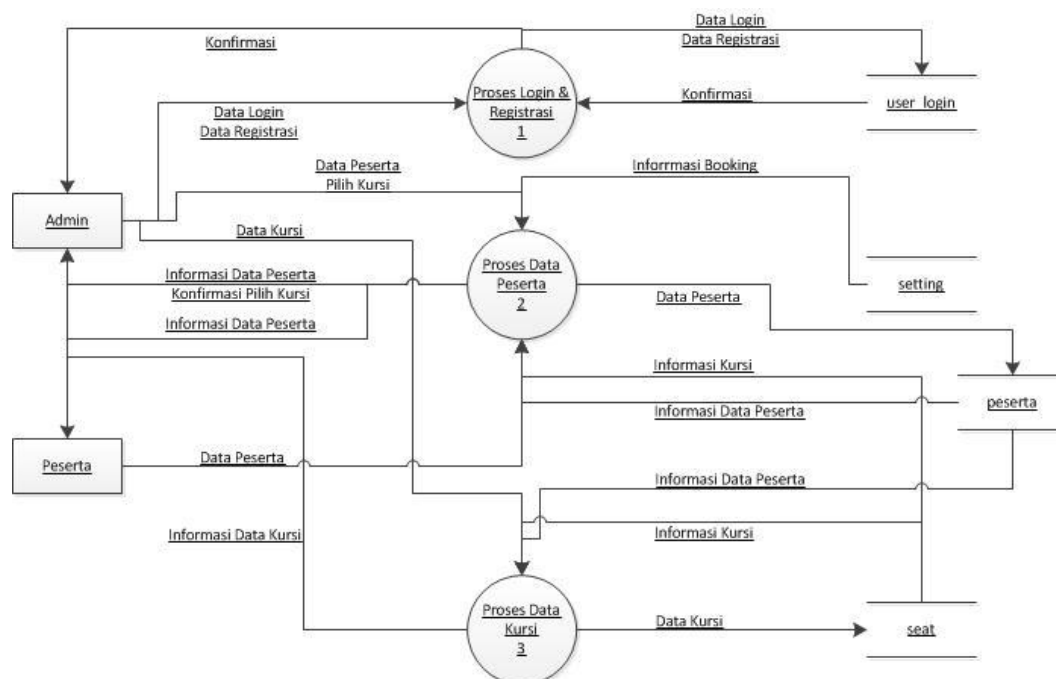 Data Login
Data Registrasi
Konfirmasi
Proses Login &
Registrasi
1
Konfirmasi
user_login
Data Login
Data Registrasi
Data Peserta
Pilih Kursi
Inforrmasi Booking
Admin
Data Kursi
Informasi Data Peserta
Konfirmasi Pilih Kursi
Proses Data
Peserta
2
setting
Data Peserta
Informasi Data Peserta
Informasi Kursi
peserta
Informasi Data Peserta
Peserta
Data Peserta
Informasi Data Peserta
Informasi Data Kursi
Informasi Kursi
Proses Data
Kursi
3
Data Kursi
seat